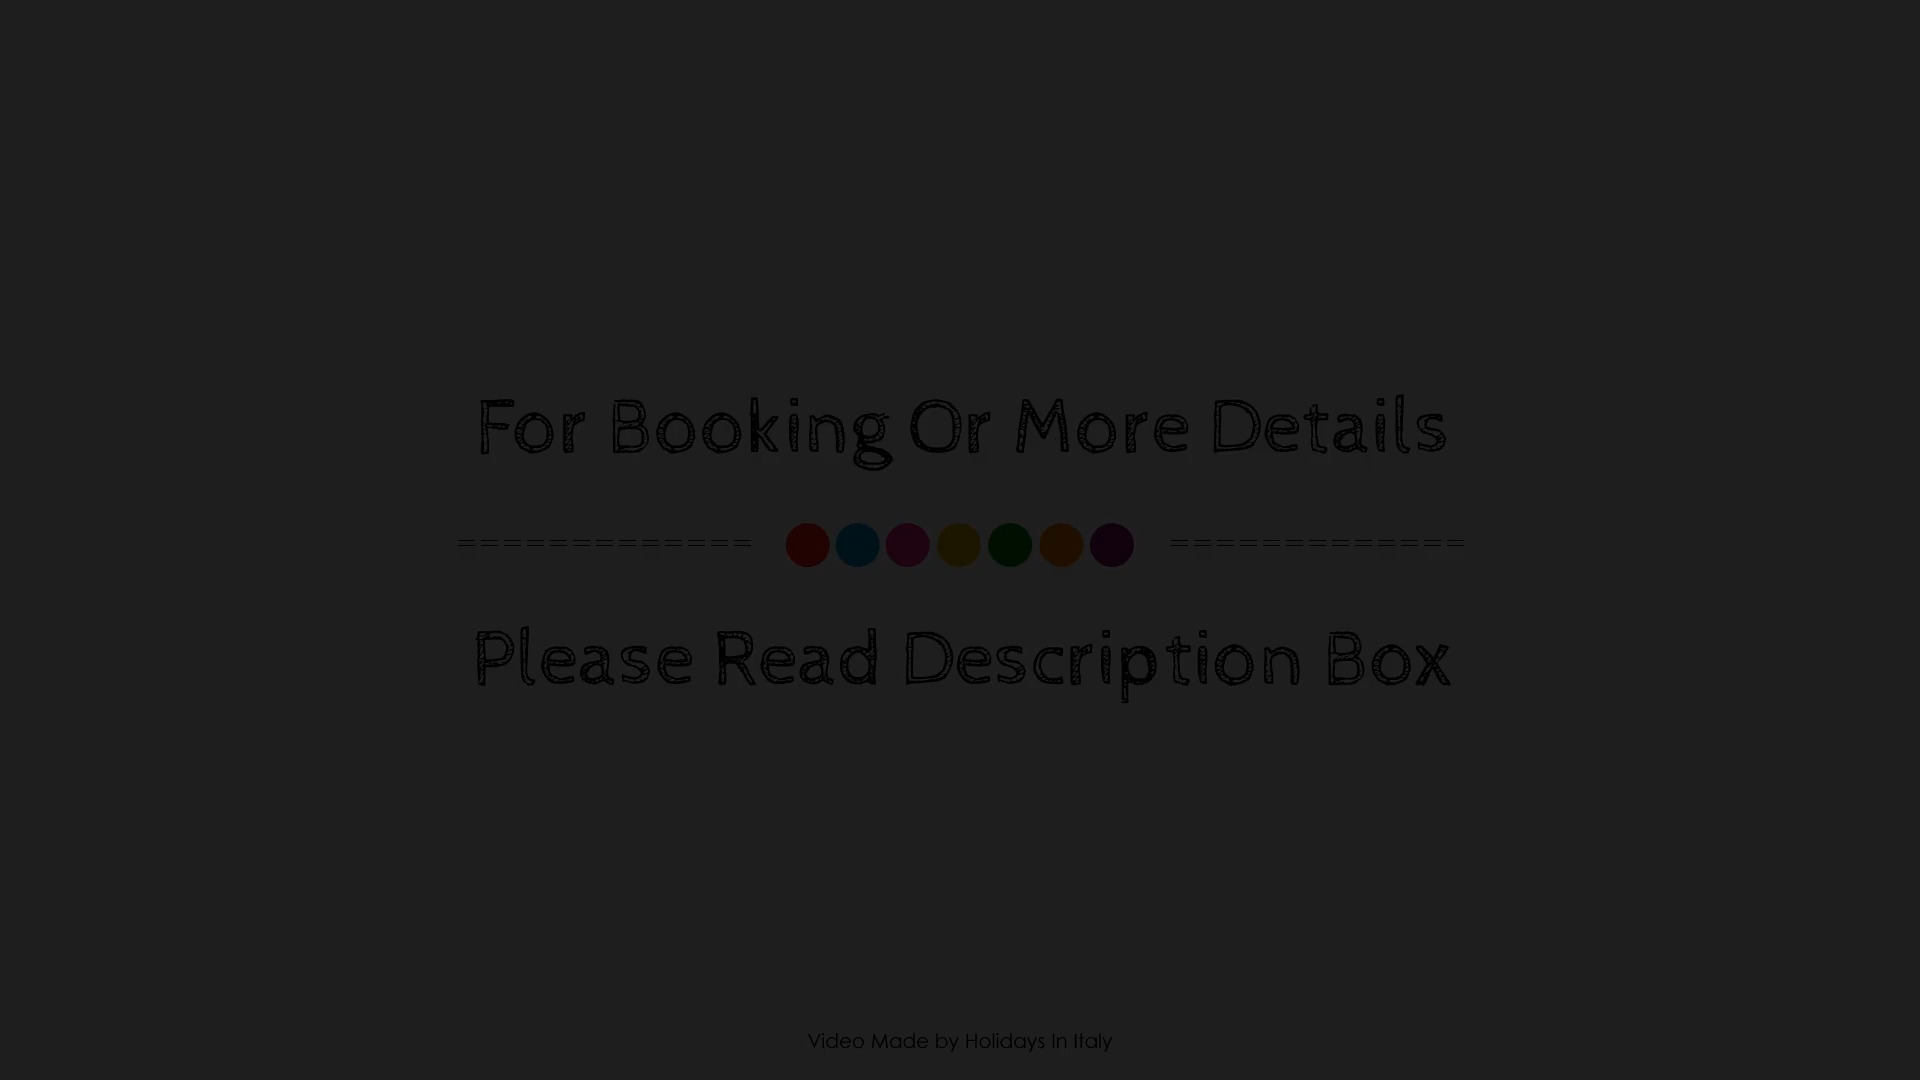 For Booking Or More Details
============= =============
Please Read Description Box
Video Made by Holidays In Italy